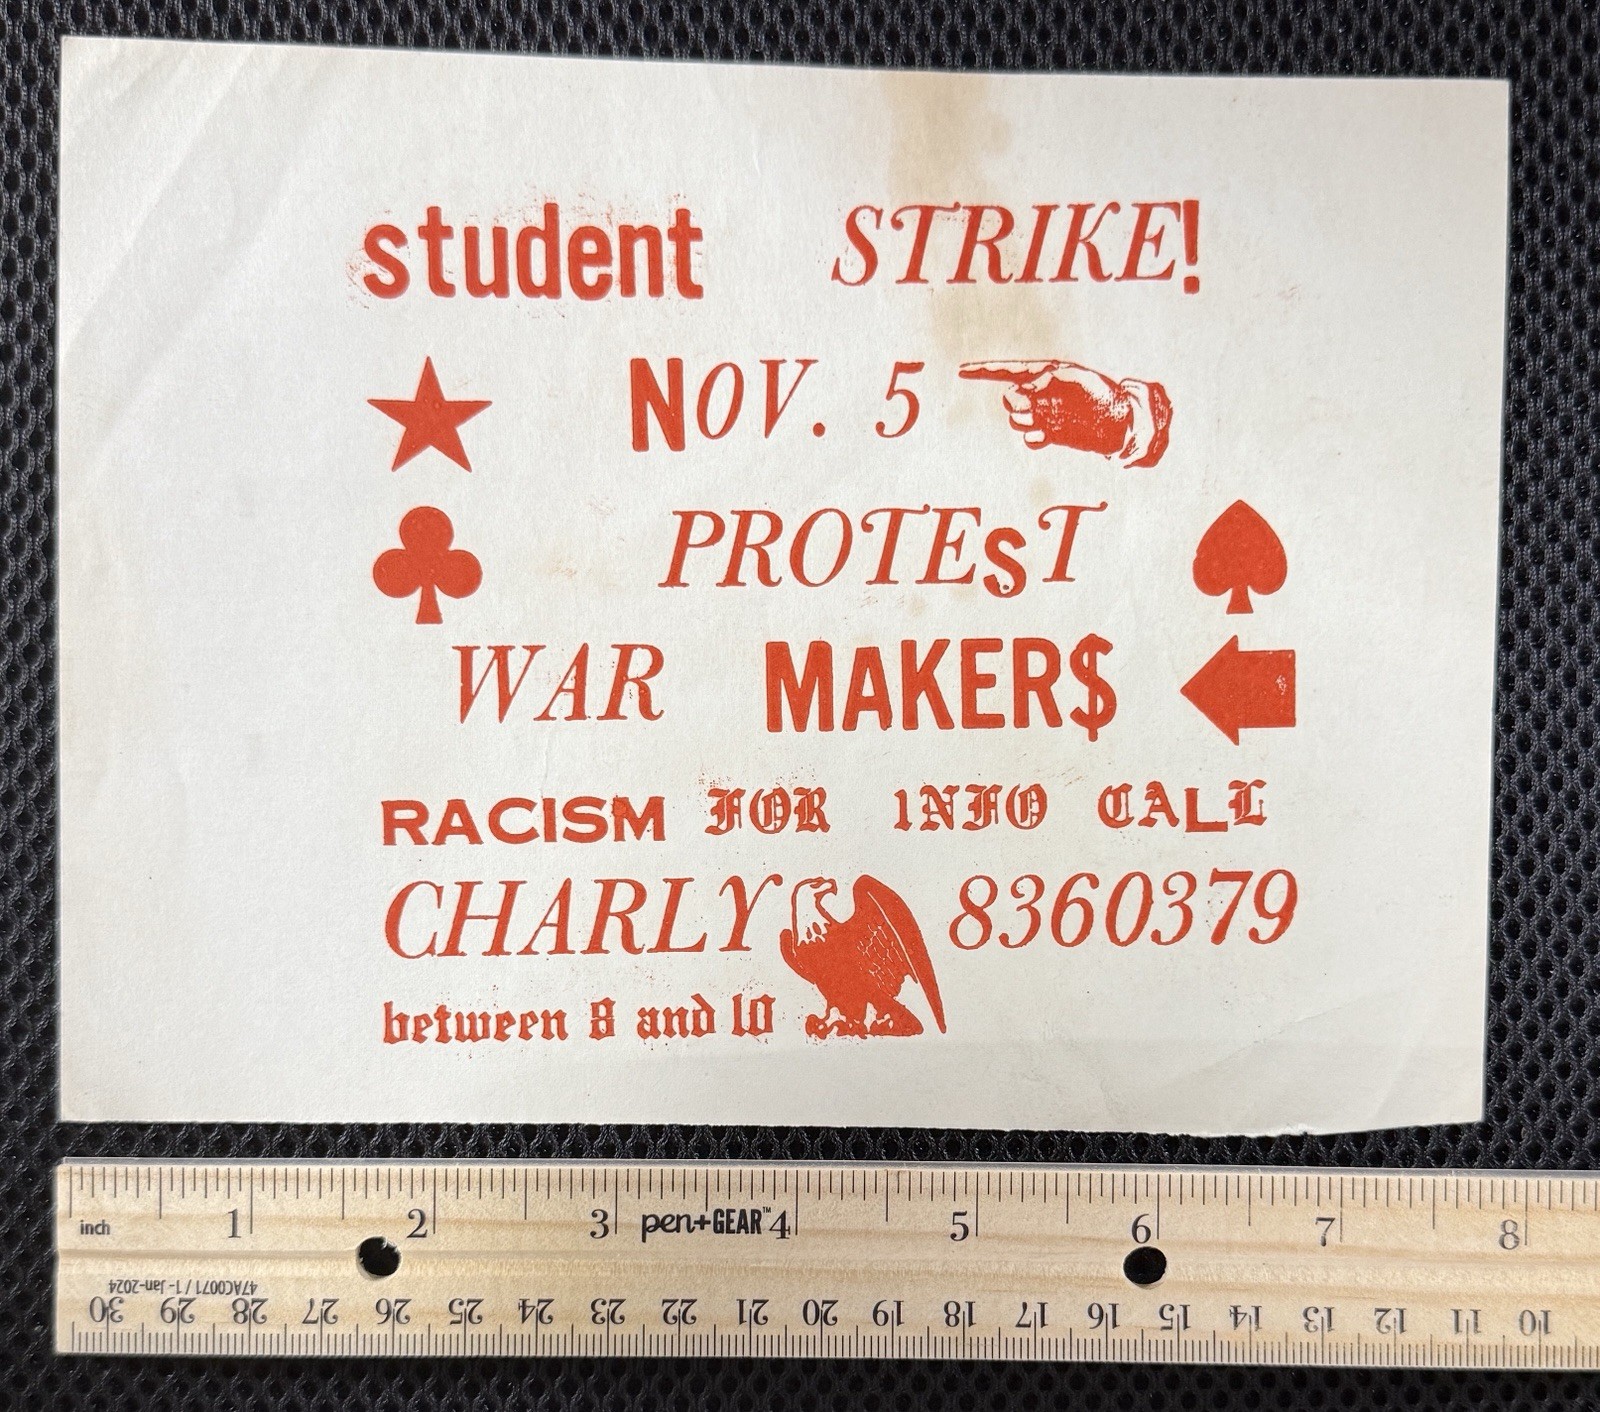 student STRIKE!
NOV. 5
PROTEsT
WAR MAKER$
RACISM FOR 1NFO CALL
CHARLY 8360379
between 8 and 10
inch 1 2 3 pen+GEAR™ 4 5 6 7 8
47AC0071 / 1-Jan-2024
30 29 28 27 26 25 24 23 22 21 20 19 18 17 16 15 14 13 12 11 10